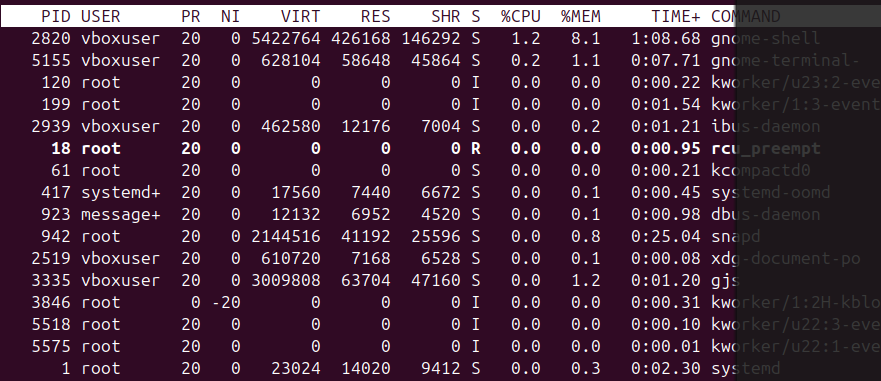 PID USER PR NI VIRT RES SHR S %CPU %MEM TIME+ COMMAND
2820 vboxuser 20 0 5422764 426168 146292 S 1.2 8.1 1:08.68 gnome-shell
5155 vboxuser 20 0 628104 58648 45864 S 0.2 1.1 0:07.71 gnome-terminal-
120 root 20 0 0 0 0 I 0.0 0.0 0:00.22 kworker/u23:2-eve
199 root 20 0 0 0 0 I 0.0 0.0 0:01.54 kworker/1:3-event
2939 vboxuser 20 0 462580 12176 7004 S 0.0 0.2 0:01.21 ibus-daemon
18 root 20 0 0 0 0 R 0.0 0.0 0:00.95 rcu_preempt
61 root 20 0 0 0 0 S 0.0 0.0 0:00.21 kcompactd0
417 systemd+ 20 0 17560 7440 6672 S 0.0 0.1 0:00.45 systemd-oomd
923 message+ 20 0 12132 6952 4520 S 0.0 0.1 0:00.98 dbus-daemon
942 root 20 0 2144516 41192 25596 S 0.0 0.8 0:25.04 snapd
2519 vboxuser 20 0 610720 7168 6528 S 0.0 0.1 0:00.08 xdg-document-po
3335 vboxuser 20 0 3009808 63704 47160 S 0.0 1.2 0:01.20 gjs
3846 root 0 -20 0 0 0 I 0.0 0.0 0:00.31 kworker/1:2H-kblo
5518 root 20 0 0 0 0 I 0.0 0.0 0:00.10 kworker/u22:3-eve
5575 root 20 0 0 0 0 I 0.0 0.0 0:00.01 kworker/u22:1-eve
1 root 20 0 23024 14020 9412 S 0.0 0.3 0:02.30 systemd